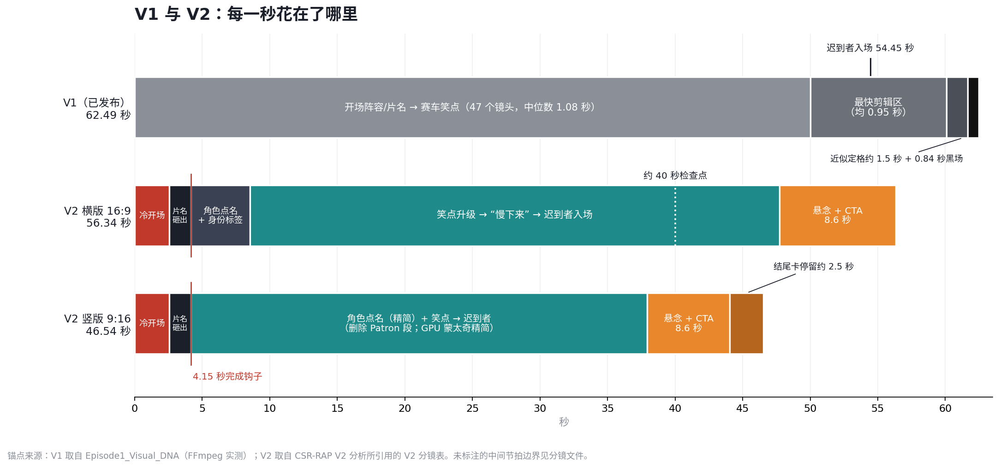 V1 与 V2：每一秒花在了哪里
迟到者入场 54.45 秒
V1（已发布）
62.49 秒
开场阵容/片名 → 赛车笑点（47 个镜头，中位数 1.08 秒）
最快剪辑区
（均 0.95 秒）
近似定格约 1.5 秒 + 0.84 秒黑场
约 40 秒检查点
V2 横版 16:9
56.34 秒
冷开场
片名
砸出
角色点名
+ 身份标签
笑点升级 → “慢下来” → 迟到者入场
悬念 + CTA
8.6 秒
结尾卡停留约 2.5 秒
V2 竖版 9:16
46.54 秒
冷开场
片名
砸出
角色点名（精简）+ 笑点 → 迟到者
（删除 Patron 段；GPU 蒙太奇精简）
悬念 + CTA
8.6 秒
4.15 秒完成钩子
0 5 10 15 20 25 30 35 40 45 50 55 60
秒
锚点来源：V1 取自 Episode1_Visual_DNA（FFmpeg 实测）；V2 取自 CSR-RAP V2 分析所引用的 V2 分镜表。未标注的中间节拍边界见分镜文件。